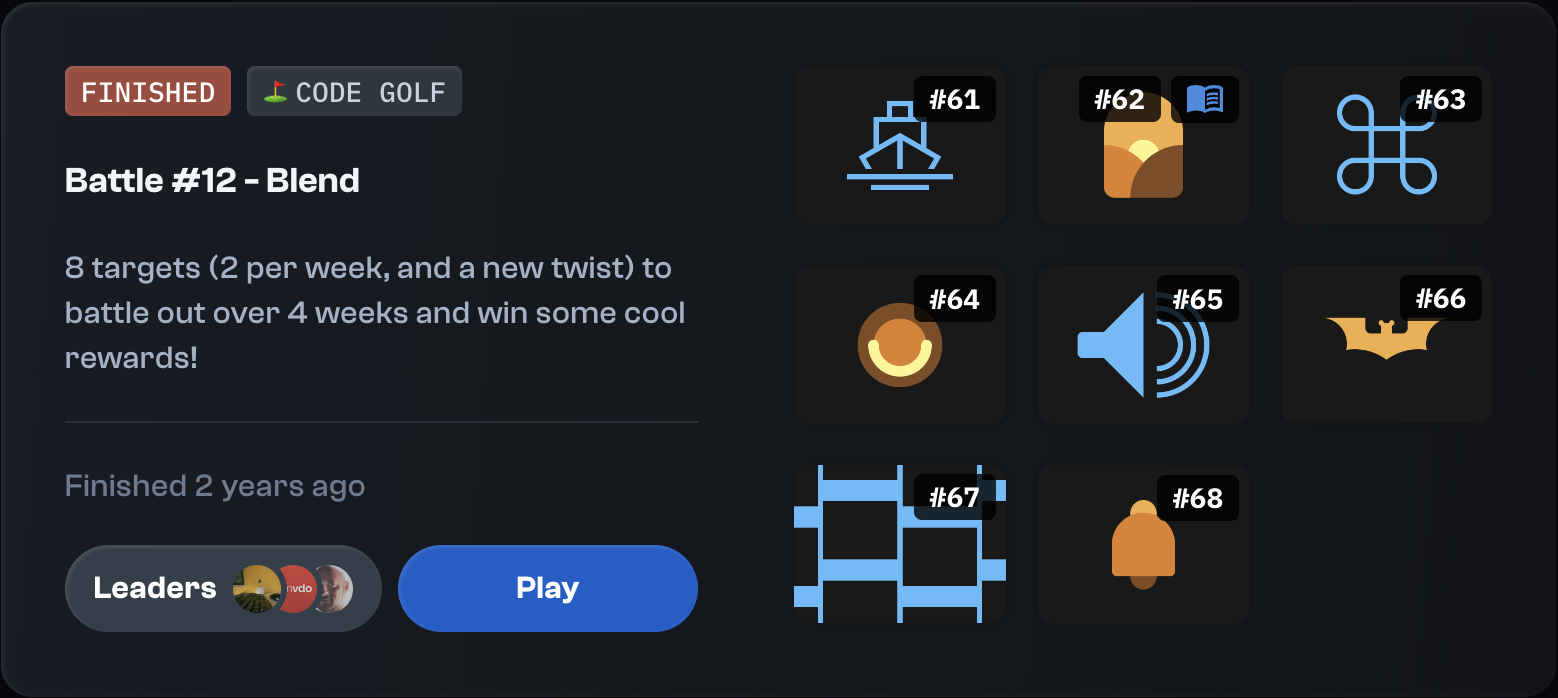 FINISHED
CODE GOLF
Battle #12 - Blend
8 targets (2 per week, and a new twist) to
battle out over 4 weeks and win some cool
rewards!
Finished 2 years ago
Leaders
nvdo
Play
#61
#62
#63
#64
#65
#66
#67
#68